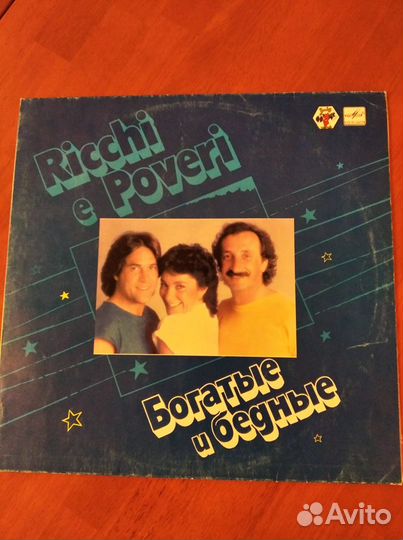 Ricchi
e Poveri
Богатые
и бедные
Avito